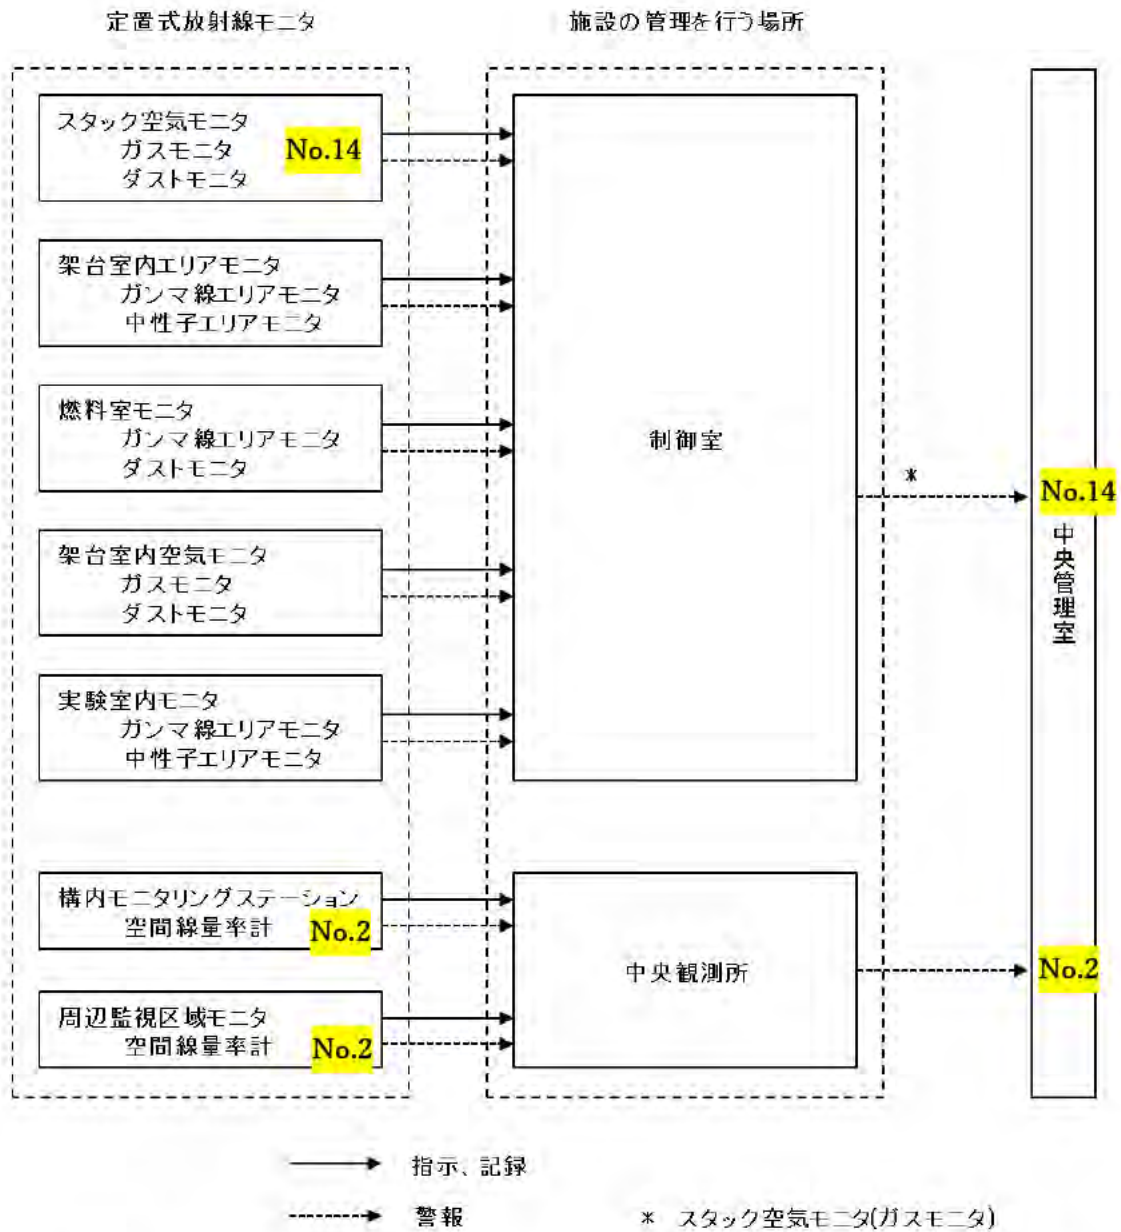 定置式放射線モニタ
施設の管理を行う場所
スタック空気モニタ
ガスモニタ
ダストモニタ
No.14
架台室内エリアモニタ
ガンマ線エリアモニタ
中性子エリアモニタ
燃料室モニタ
ガンマ線エリアモニタ
ダストモニタ
架台室内空気モニタ
ガスモニタ
ダストモニタ
実験室内モニタ
ガンマ線エリアモニタ
中性子エリアモニタ
制御室
*
No.14
中央管理室
構内モニタリングステーション
空間線量率計
No.2
周辺監視区域モニタ
空間線量率計
No.2
中央観測所
No.2
指示、記録
警報
* スタック空気モニタ(ガスモニタ)